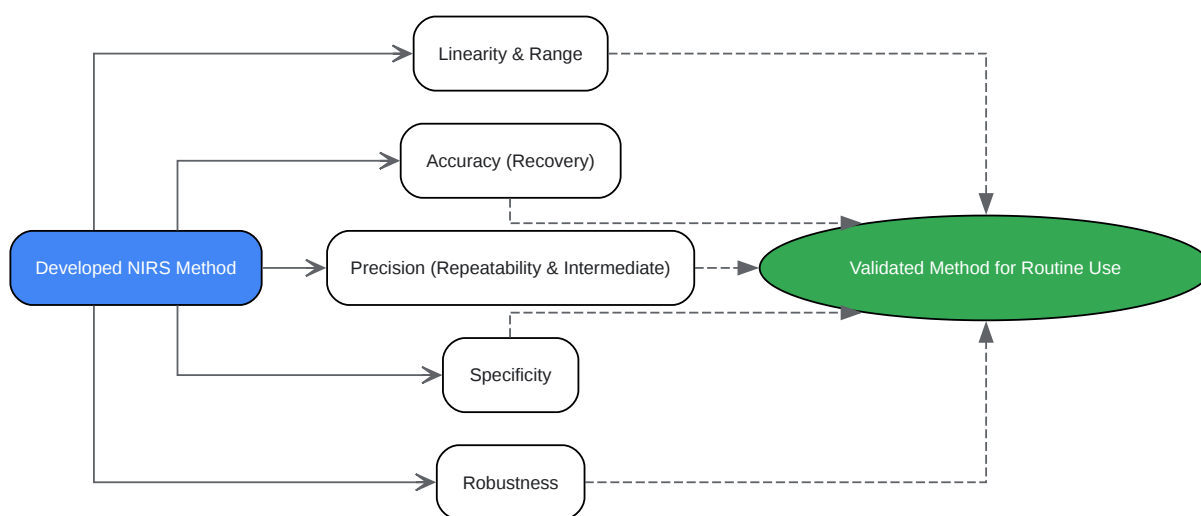 Linearity & Range
Accuracy (Recovery)
Developed NIRS Method
Precision (Repeatability & Intermediate)
Validated Method for Routine Use
Specificity
Robustness